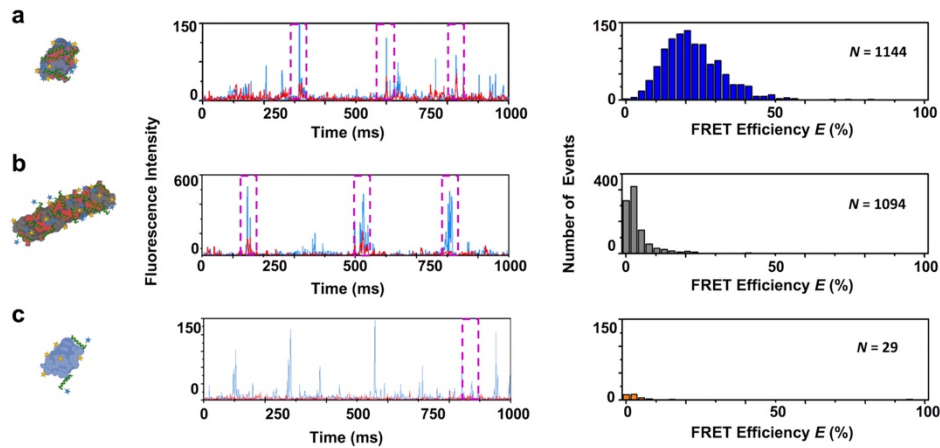 a
150
0
0 250 500 750 1000
Time (ms)
150
0
0 50 100
FRET Efficiency E (%)
N = 1144
b
Fluorescence Intensity
600
0
0 250 500 750 1000
Time (ms)
Number of Events
400
0
0 50 100
FRET Efficiency E (%)
N = 1094
c
150
0
0 250 500 750 1000
Time (ms)
150
0
0 50 100
FRET Efficiency E (%)
N = 29